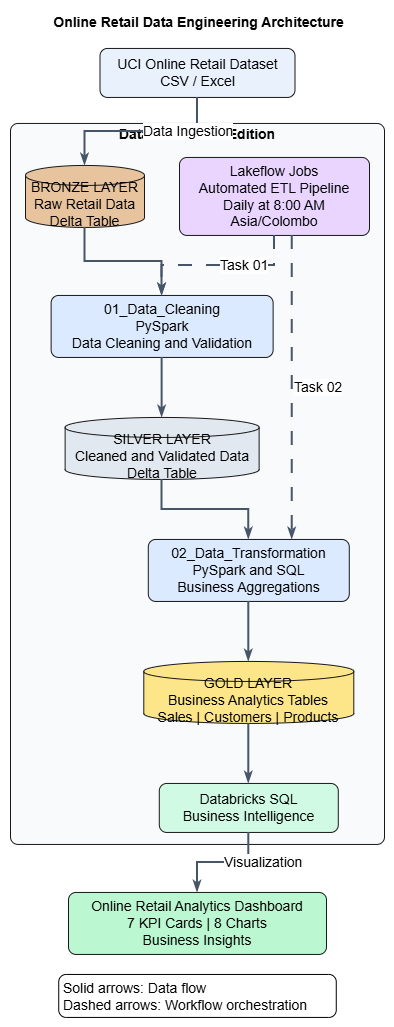 Online Retail Data Engineering Architecture
UCI Online Retail Dataset
CSV / Excel
Data Ingestion
Edition
BRONZE LAYER
Raw Retail Data
Delta Table
Lakeflow Jobs
Automated ETL Pipeline
Daily at 8:00 AM
Asia/Colombo
Task 01
01_Data_Cleaning
PySpark
Data Cleaning and Validation
Task 02
SILVER LAYER
Cleaned and Validated Data
Delta Table
02_Data_Transformation
PySpark and SQL
Business Aggregations
GOLD LAYER
Business Analytics Tables
Sales | Customers | Products
Databricks SQL
Business Intelligence
Visualization
Online Retail Analytics Dashboard
7 KPI Cards | 8 Charts
Business Insights
Solid arrows: Data flow
Dashed arrows: Workflow orchestration